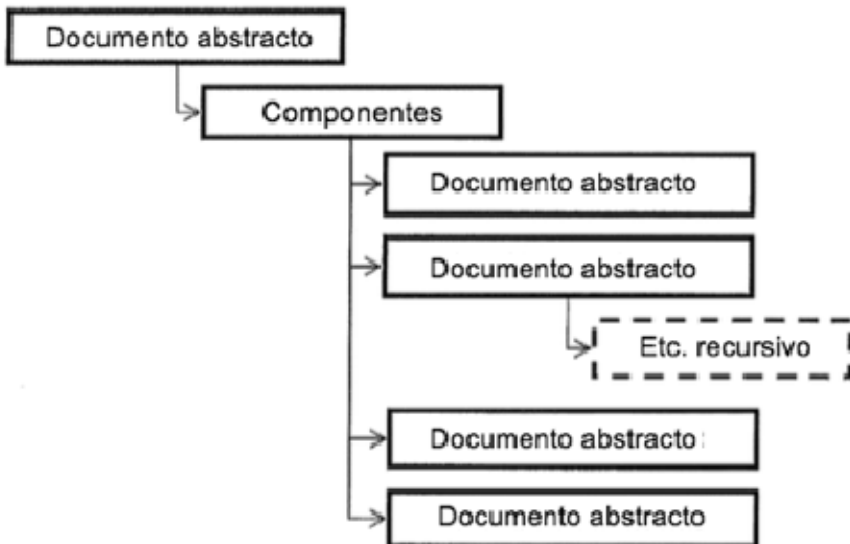 Documento abstracto
Componentes
Documento abstracto
Documento abstracto
Etc. recursivo
Documento abstracto
Documento abstracto